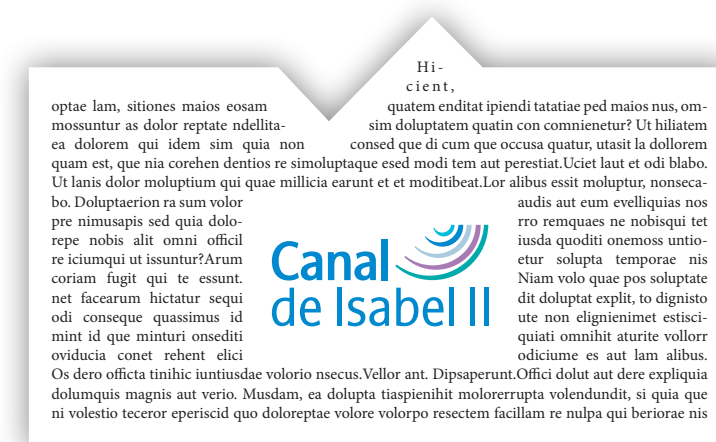 Hi-
cient,
optae lam, sitiones maios eosam quatem enditat ipiendi tatatiae ped maios nus, om-
mossuntur as dolor reptate ndellita- sim doluptatem quatin con comnienetur? Ut hiliatem
ea dolorem qui idem sim quia non consed que di cum que occusa quatur, utasit la dollorem
quam est, que nia corehen dentios re simoluptaque esed modi tem aut perestiat.Uciet laut et odi blabo.
Ut lanis dolor moluptium qui quae millicia earunt et et moditibeat.Lor alibus essit moluptur, nonseca-
bo. Doluptaerion ra sum volor audis aut eum evelliquias nos
pre nimusapis sed quia dolo- rro remquaes ne nobisqui tet
repe nobis alit omni officil iusda quoditi onemoss untio-
re iciumqui ut issuntur?Arum etur solupta temporae nis
coriam fugit qui te essunt. Niam volo quae pos soluptate
net facearum hictatur sequi dit doluptat explit, to dignisto
odi conseque quassimus id ute non elignienimet estisci-
mint id que minturi onsediti quiati omnihit aturite vollorr
oviducia conet rehent elici odiciume es aut lam alibus.
Canal
de Isabel II
Os dero officta tinihic iuntiusdae volorio nsecus.Vellor ant. Dipsaperunt.Offici dolut aut dere expliquia
dolumquis magnis aut verio. Musdam, ea dolupta tiaspienihit molorerrupta volendundit, si quia que
ni volestio teceror eperiscid quo doloreptae volore volorpo resectem facillam re nulpa qui beriorae nis